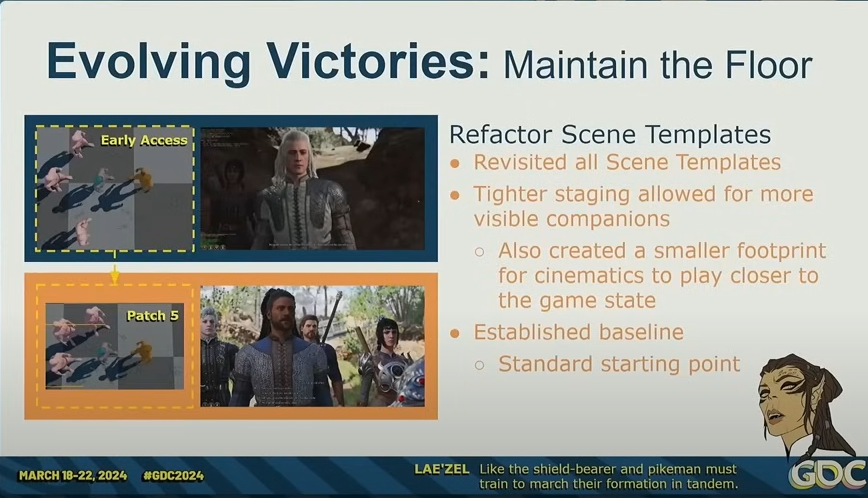 Evolving Victories: Maintain the Floor
Early Access
Patch 5
Refactor Scene Templates
● Revisited all Scene Templates
● Tighter staging allowed for more
visible companions
○ Also created a smaller footprint
for cinematics to play closer to
the game state
● Established baseline
○ Standard starting point
MARCH 18-22, 2024 #GDC2024
LAE'ZEL Like the shield-bearer and pikeman must
train to march their formation in tandem.
GDC